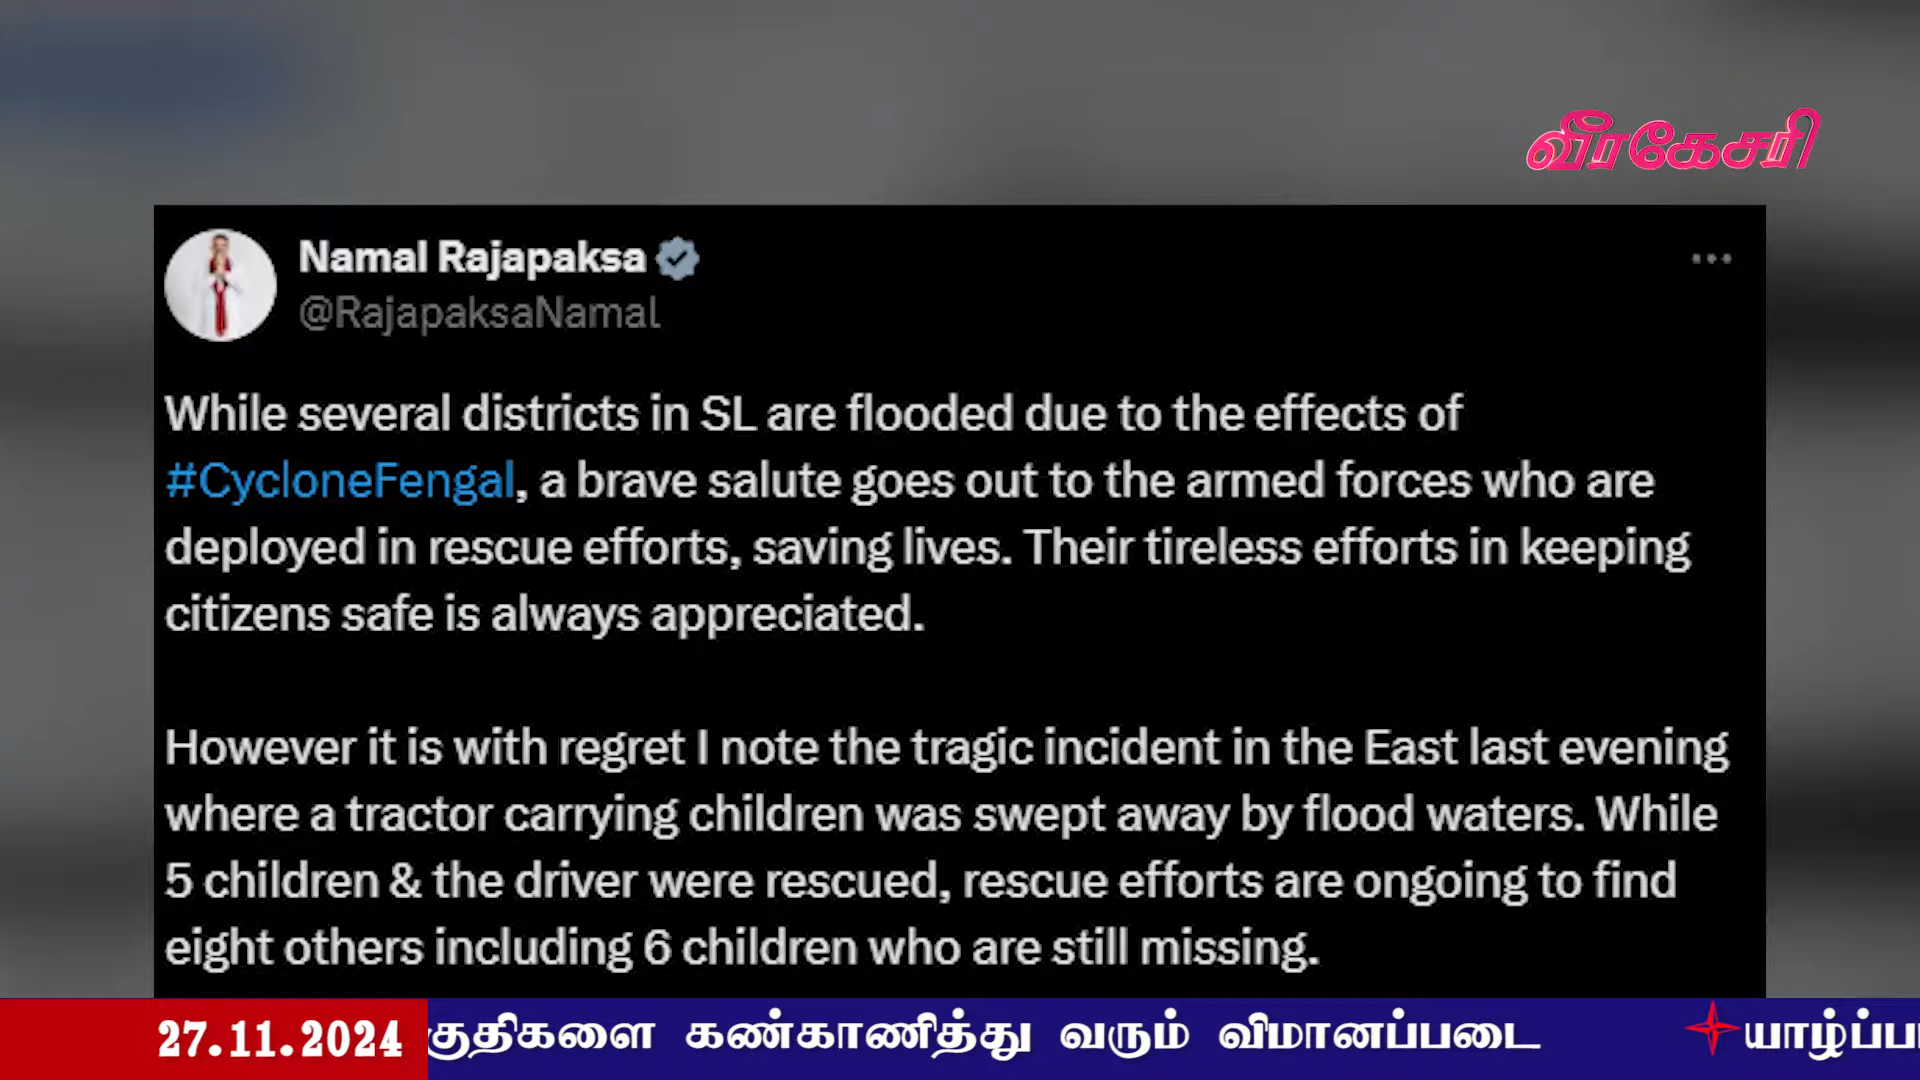 வீரகேசரி
Namal Rajapaksa
@RajapaksaNamal
While several districts in SL are flooded due to the effects of
#CycloneFengal, a brave salute goes out to the armed forces who are
deployed in rescue efforts, saving lives. Their tireless efforts in keeping
citizens safe is always appreciated.
However it is with regret I note the tragic incident in the East last evening
where a tractor carrying children was swept away by flood waters. While
5 children & the driver were rescued, rescue efforts are ongoing to find
eight others including 6 children who are still missing.
27.11.2024 குதிகளை கண்காணித்து வரும் விமானப்படை